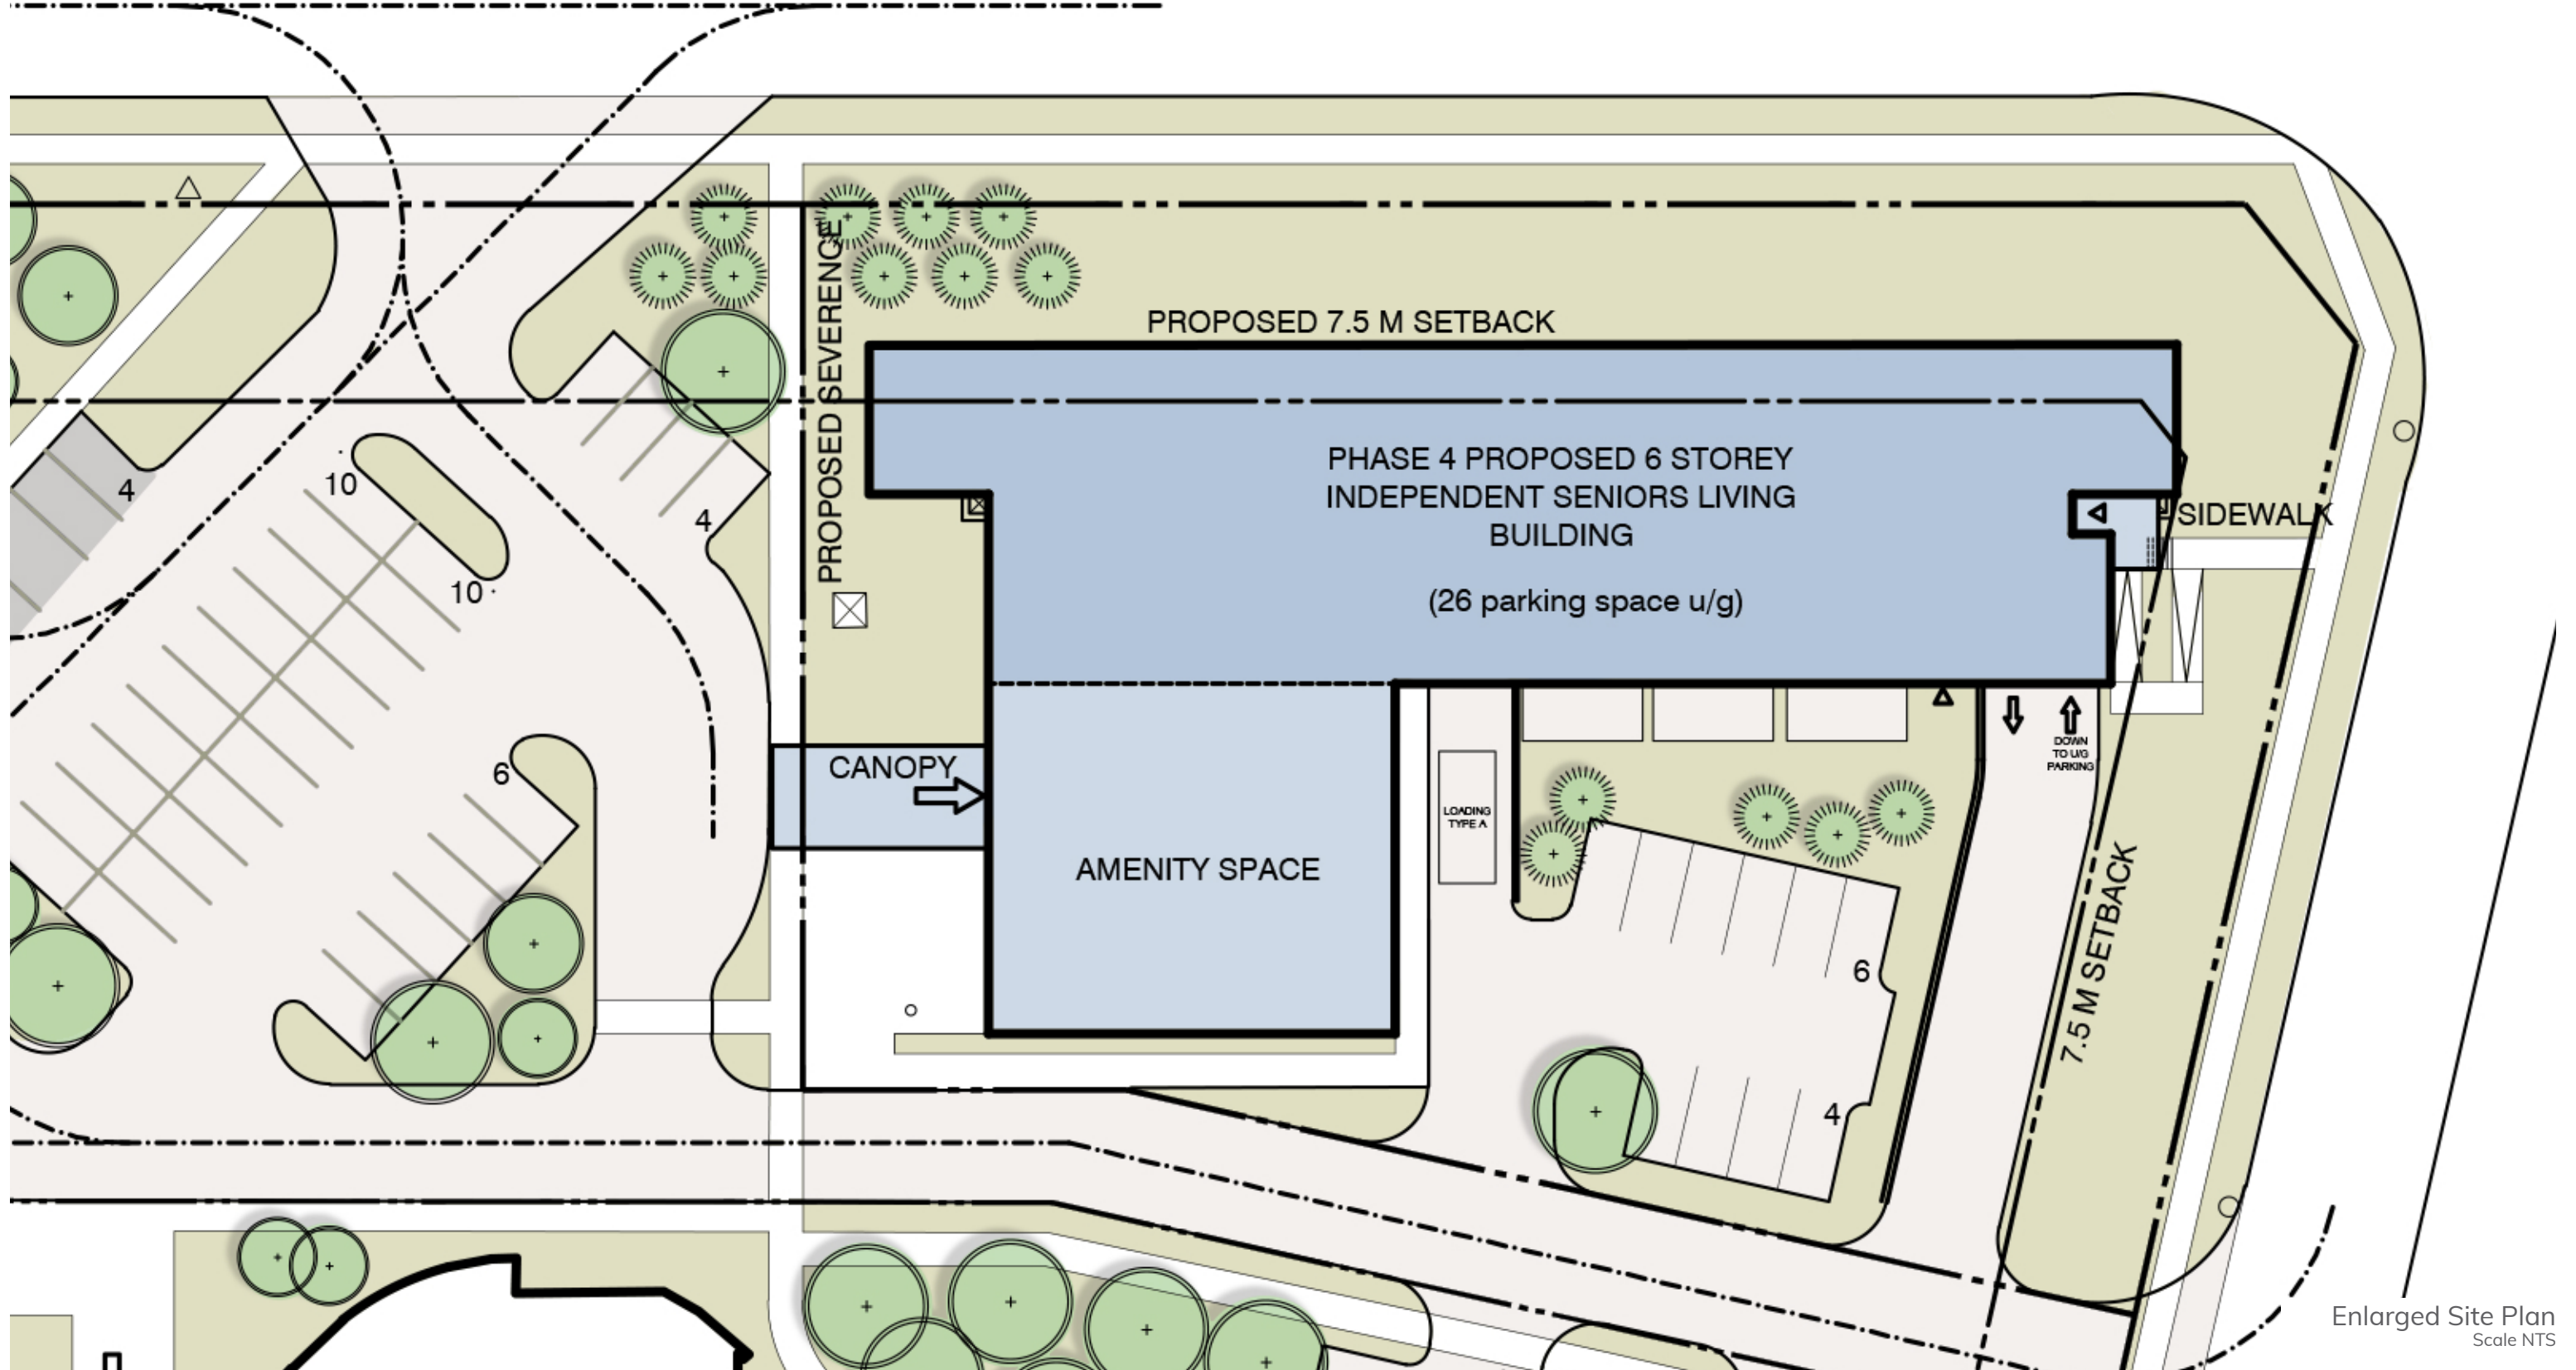 PROPOSED SEVERENCE
PROPOSED 7.5 M SETBACK
PHASE 4 PROPOSED 6 STOREY
INDEPENDENT SENIORS LIVING
BUILDING
(26 parking space u/g)
SIDEWALK
4
10
10
4
6
CANOPY
AMENITY SPACE
LOADING
TYPE A
DOWN
TO U/G
PARKING
7.5 M SETBACK
6
4
Enlarged Site Plan
Scale NTS